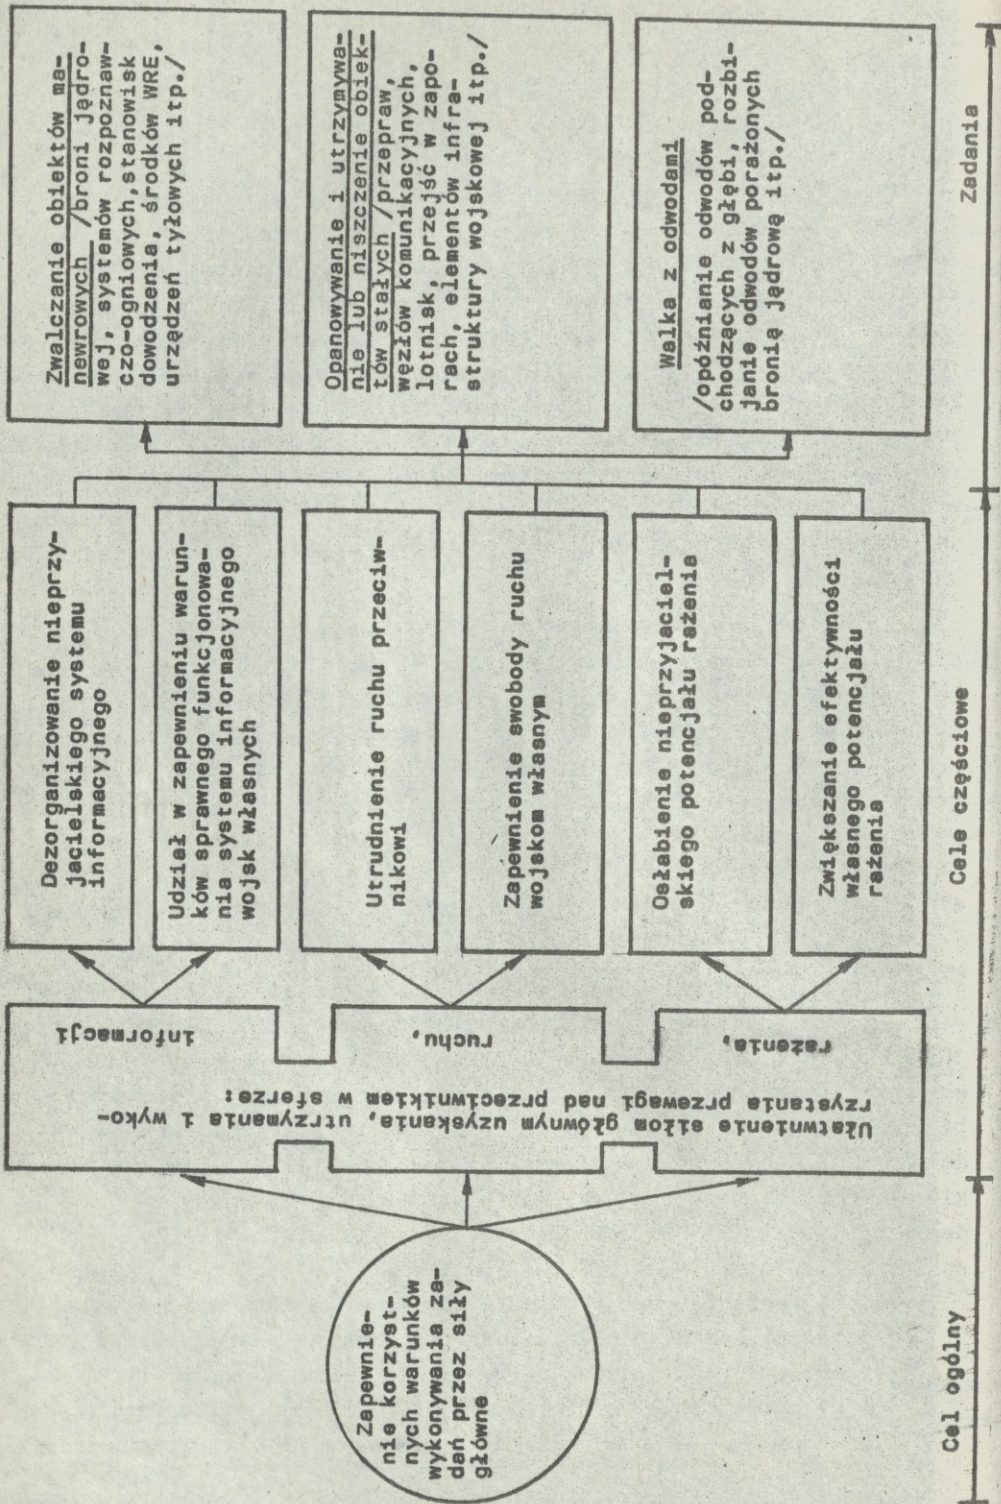 Zapewnie-
nie korzyst-
nych warunków
wykonywania za-
dań przez siły
główne
Ułatwnienie siłom głównym uzyskania, utrzymania i wyko-
rzystania przewagi nad przeciwnikiem w sferze:
informacji
ruchu,
rażenia,
Dezorganizowanie nieprzy-
jacielskiego systemu
informacyjnego
Udział w zapewnieniu warun-
ków sprawnego funkcjonowa-
nia systemu informacyjnego
wojsk własnych
Utrudnienie ruchu przeciw-
nikowi
Zapewnienie swobody ruchu
wojskom własnym
Osłabienie nieprzyjaciel-
skiego potencjału rażenia
Zwiększanie efektywności
własnego potencjału
rażenia
Zwalczanie obiektów ma-
newrowych /broni jądro-
wej, systemów rozpoznaw-
czo-ogniowych,stanowisk
dowodzenia, środków WRE,
urządzeń tyłowych itp./
Opanowywanie i utrzymywa-
nie lub niszczenie obiek-
tów stałych /przepraw,
węzłów komunikacyjnych,
lotnisk, przejść w zapo-
rach, elementów infra-
struktury wojskowej itp./
Walka z odwodami
/opóźnianie odwodów pod-
chodzących z głębi, rozbi-
janie odwodów porażonych
bronią jądrową itp./
Cel ogólny
Cele częściowe
Zadania